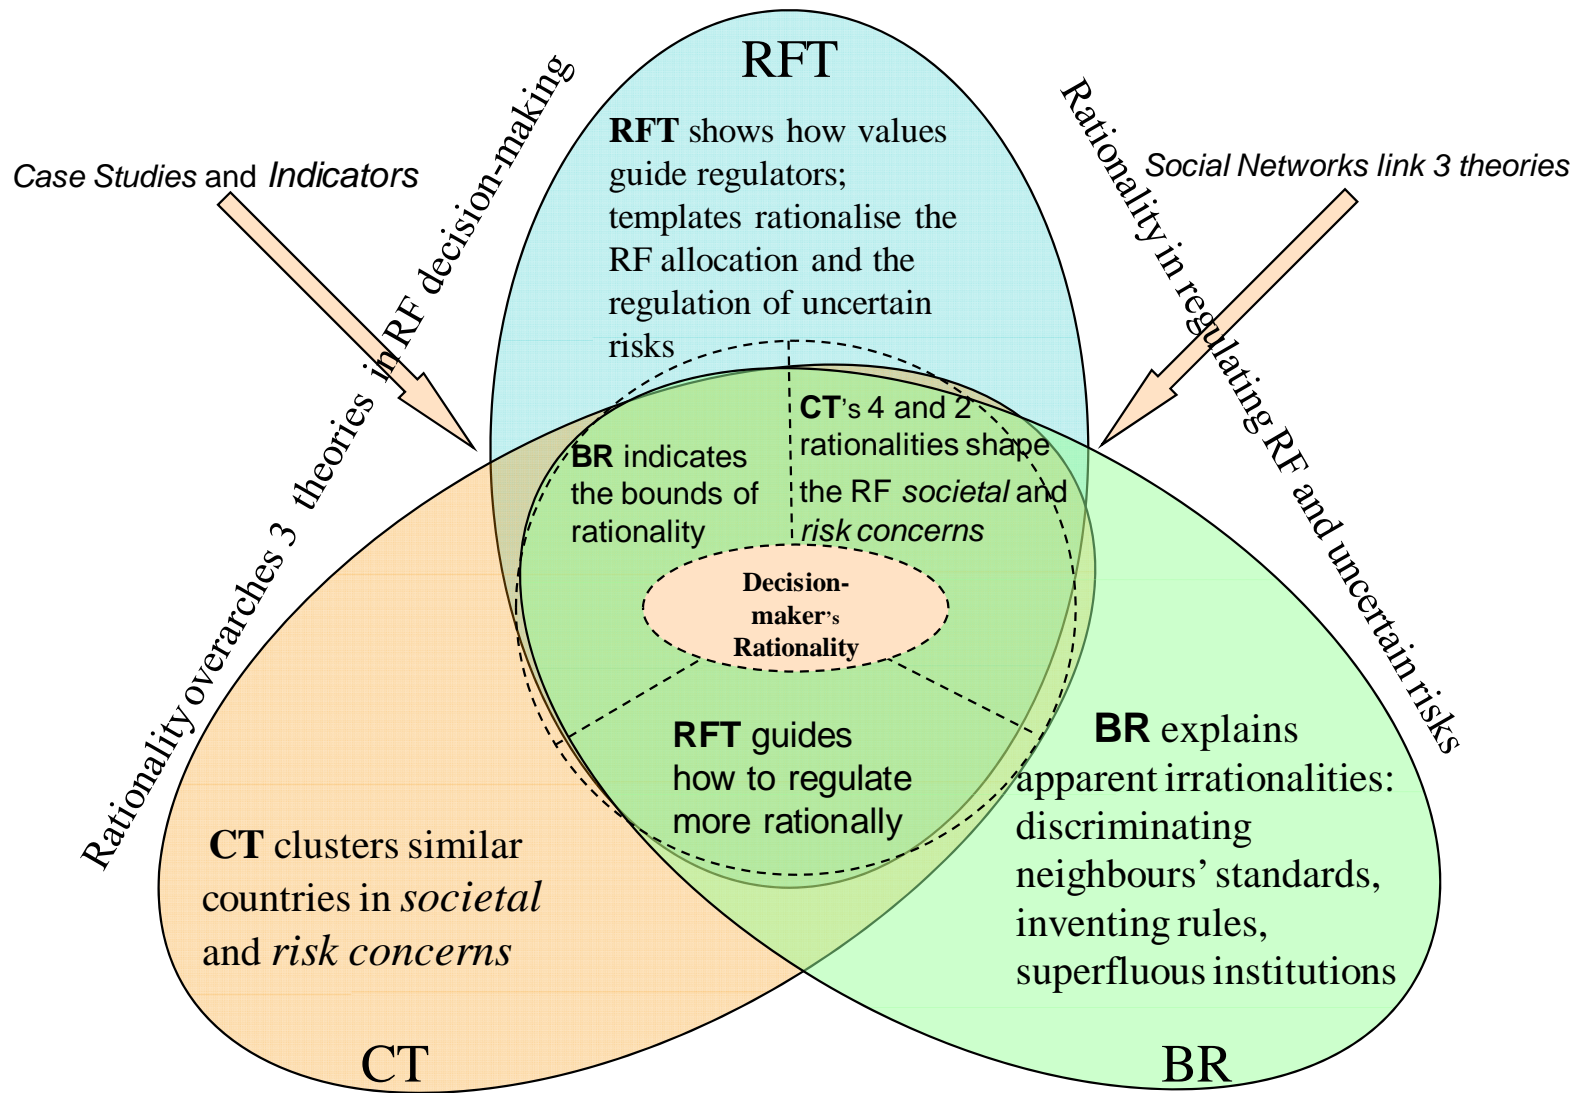 RFT
RFT shows how values
guide regulators;
templates rationalise the
RF allocation and the
regulation of uncertain
risks
Case Studies and Indicators
Social Networks link 3 theories
Rationality overarches 3 theories in RF decision-making
Rationality in regulating RF and uncertain risks
BR indicates
the bounds of
rationality
CT's 4 and 2
rationalities shape
the RF societal and
risk concerns
Decision-
maker's
Rationality
RFT guides
how to regulate
more rationally
CT clusters similar
countries in societal
and risk concerns
BR explains
apparent irrationalities:
discriminating
neighbours' standards,
inventing rules,
superfluous institutions
CT
BR